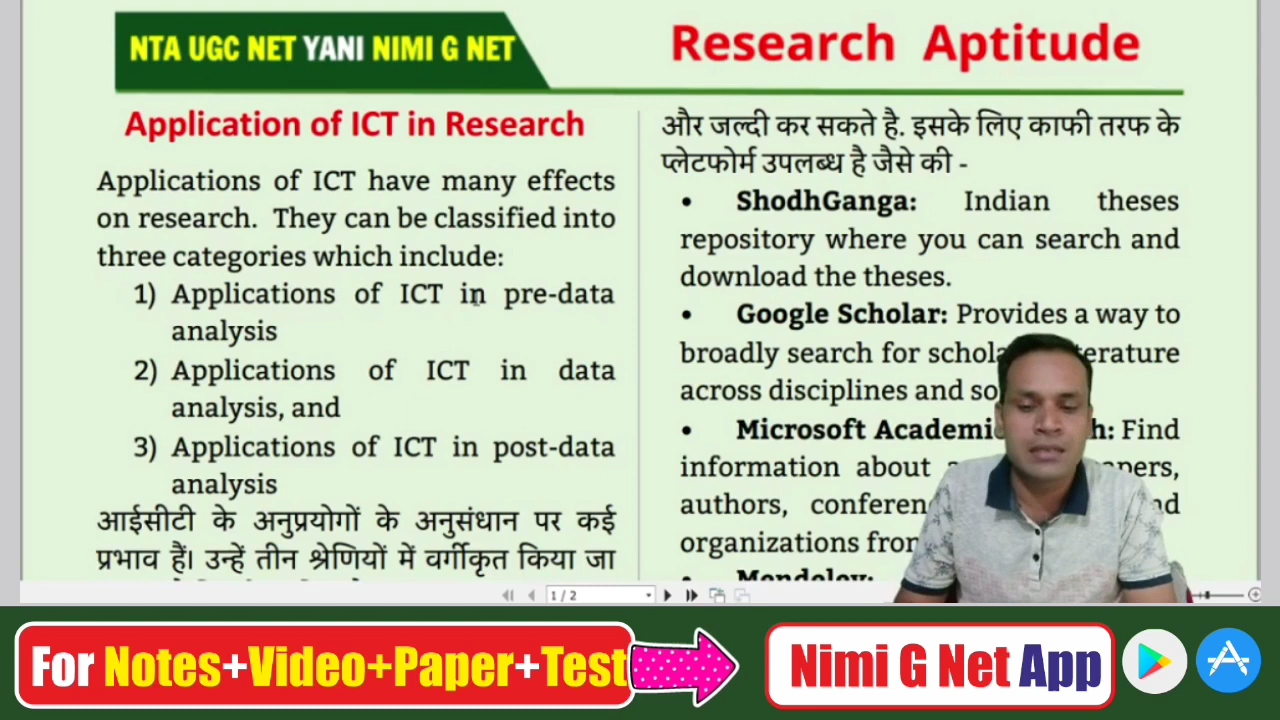 NTA UGC NET YANI NIMI G NET
Research Aptitude
Application of ICT in Research
Applications of ICT have many effects
on research. They can be classified into
three categories which include:
1) Applications of ICT in pre-data
analysis
2) Applications of ICT in data
analysis, and
3) Applications of ICT in post-data
analysis
आईसीटी के अनुप्रयोगों के अनुसंधान पर कई
प्रभाव हैं। उन्हें तीन श्रेणियों में वर्गीकृत किया जा
और जल्दी कर सकते है. इसके लिए काफी तरफ के
प्लेटफोर्म उपलब्ध है जैसे की -
• ShodhGanga: Indian theses
repository where you can search and
download the theses.
• Google Scholar: Provides a way to
broadly search for
across disciplines and
• Microsoft Find
information about
authors,
organizations
• Mendeley:
1 / 2
For Notes+Video+Paper+Test
Nimi G Net App